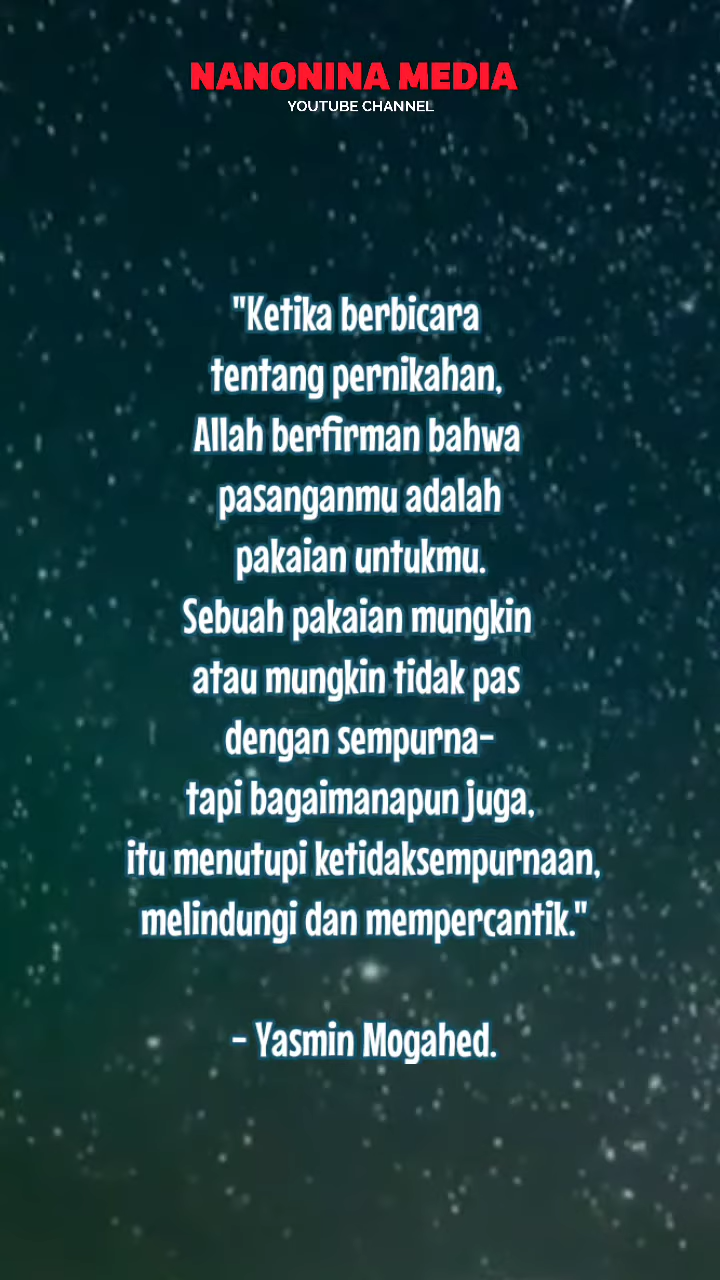 NANONINA MEDIA
YOUTUBE CHANNEL
"Ketika berbicara
tentang pernikahan,
Allah berfirman bahwa
pasanganmu adalah
pakaian untukmu.
Sebuah pakaian mungkin
atau mungkin tidak pas
dengan sempurna-
tapi bagaimanapun juga,
itu menutupi ketidaksempurnaan,
melindungi dan mempercantik."
- Yasmin Mogahed.